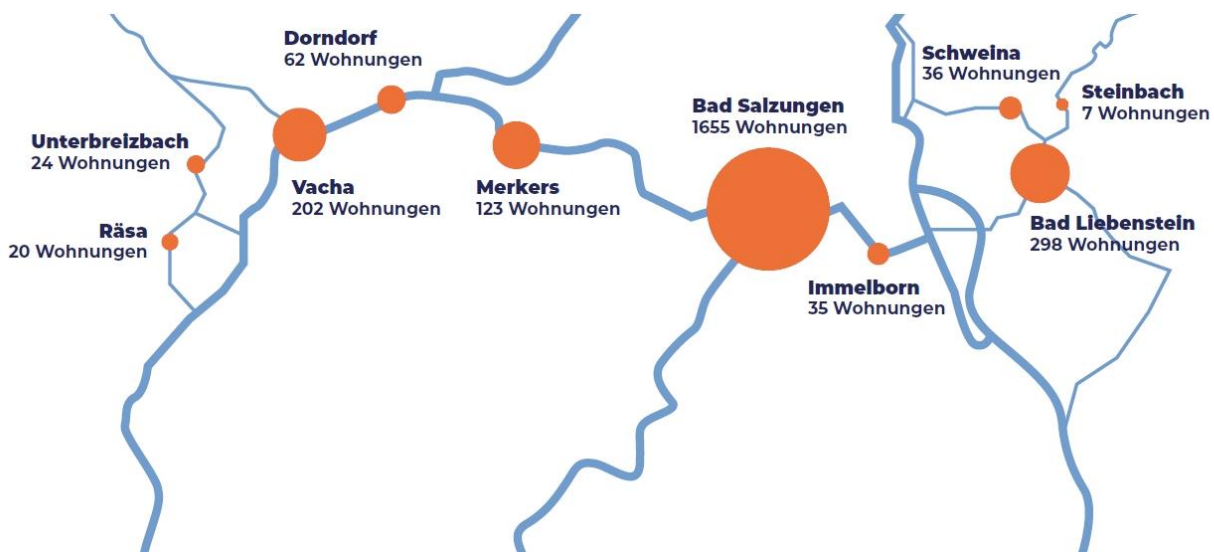 Dorndorf
62 Wohnungen
Schweina
36 Wohnungen
Steinbach
7 Wohnungen
Bad Salzungen
1655 Wohnungen
Unterbreizbach
24 Wohnungen
Vacha
202 Wohnungen
Merkers
123 Wohnungen
Räsa
20 Wohnungen
Bad Liebenstein
298 Wohnungen
Immelborn
35 Wohnungen